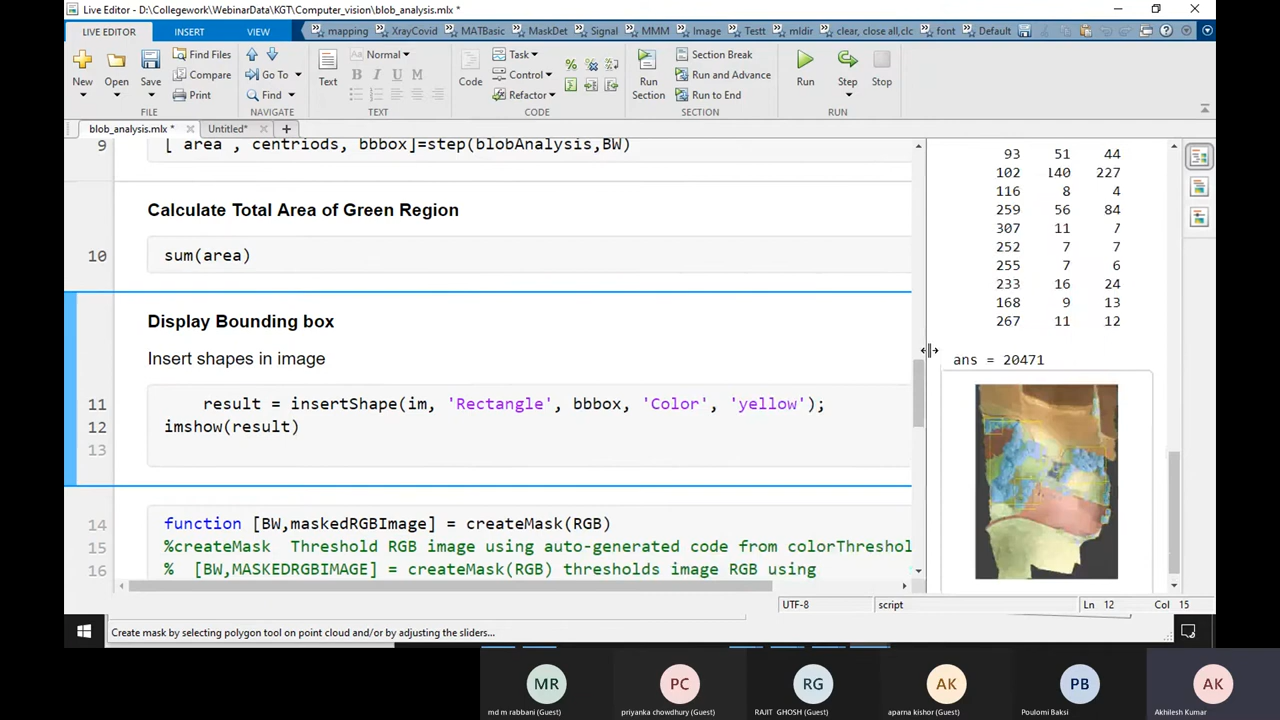 Live Editor - D:\Collegework\WebinarData\KGT\Computer_vision\blob_analysis.mlx *
LIVE EDITOR INSERT VIEW mapping XrayCovid MATBasic MaskDet Signal MMM Image Testt mldir clear, close all,clc font Default
New Open Save Find Files Compare Print Go To Find Text Normal B I U M Code Task Control Refactor Run Section Section Break Run and Advance Run to End Run Step Stop
FILE NAVIGATE TEXT CODE SECTION RUN
blob_analysis.mlx * Untitled*
9 [ area , centriods, bbbox]=step(blobAnalysis,BW)
Calculate Total Area of Green Region
10 sum(area)
Display Bounding box
Insert shapes in image
11 result = insertShape(im, 'Rectangle', bbbox, 'Color', 'yellow');
12 imshow(result)
13
14 function [BW,maskedRGBImage] = createMask(RGB)
15 %createMask Threshold RGB image using auto-generated code from colorThreshol
16 % [BW,MASKEDRGBIMAGE] = createMask(RGB) thresholds image RGB using
93 51 44
102 140 227
116 8 4
259 56 84
307 11 7
252 7 7
255 7 6
233 16 24
168 9 13
267 11 12
ans = 20471
UTF-8 script Ln 12 Col 15
Create mask by selecting polygon tool on point cloud and/or by adjusting the sliders...
MR PC RG AK PB AK
md m rabbani (Guest) priyanka chowdhury (Guest) RAJIT GHOSH (Guest) aparna kishor (Guest) Poulomi Baksi Akhilesh Kumar